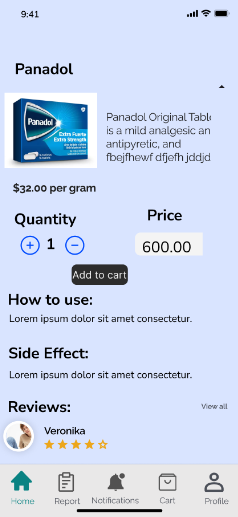 9:41
Panadol
Panadol
Extra Fuerte
Extra Strength
Panadol Original Table
is a mild analgesic an
antipyretic, and
fbejfhewf dfjefh jddjd
$32.00 per gram
Quantity
Price
1
600.00
Add to cart
How to use:
Lorem ipsum dolor sit amet consectetur.
Side Effect:
Lorem ipsum dolor sit amet consectetur.
Reviews:
View all
Veronika
Home
Report
Notifications
Cart
Profile